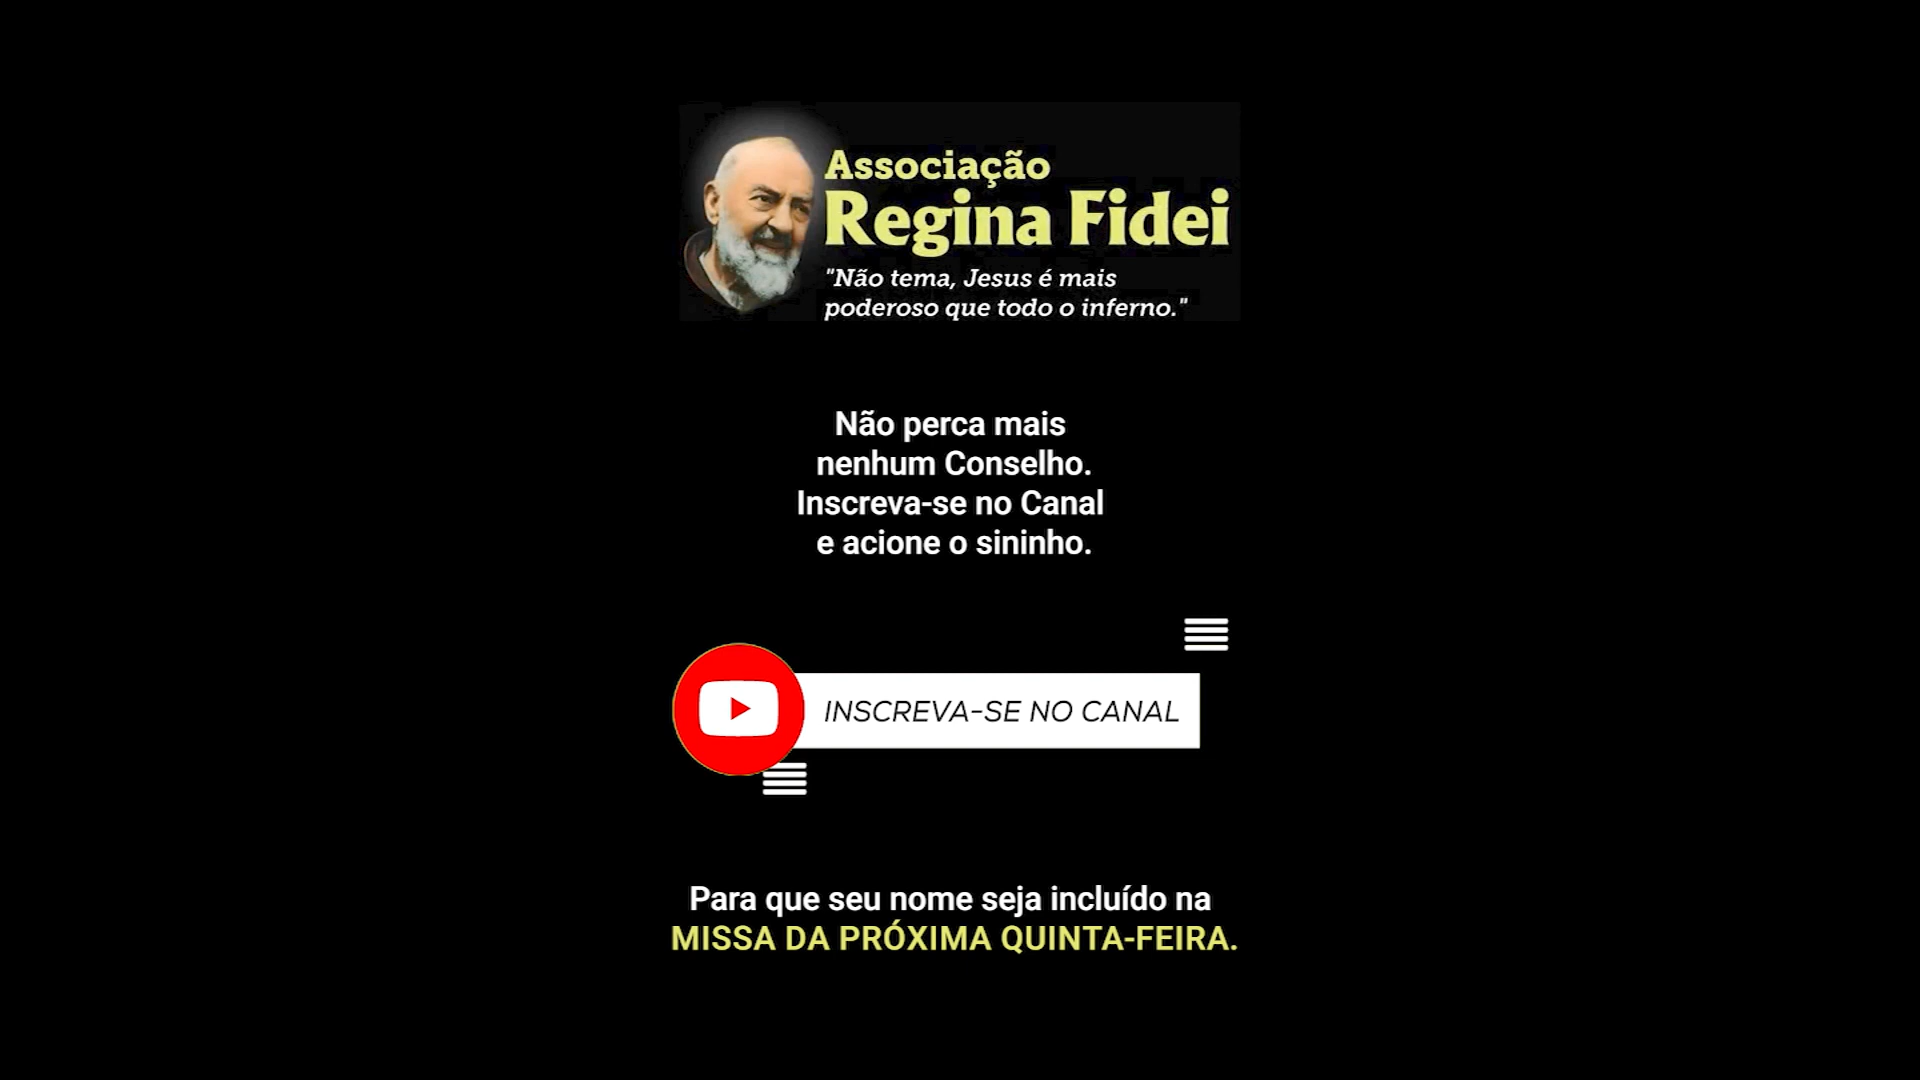 Associação
Regina Fidei
"Não tema, Jesus é mais
poderoso que todo o inferno."
Não perca mais
nenhum Conselho.
Inscreva-se no Canal
e acione o sininho.
INSCREVA-SE NO CANAL
Para que seu nome seja incluído na
MISSA DA PRÓXIMA QUINTA-FEIRA.